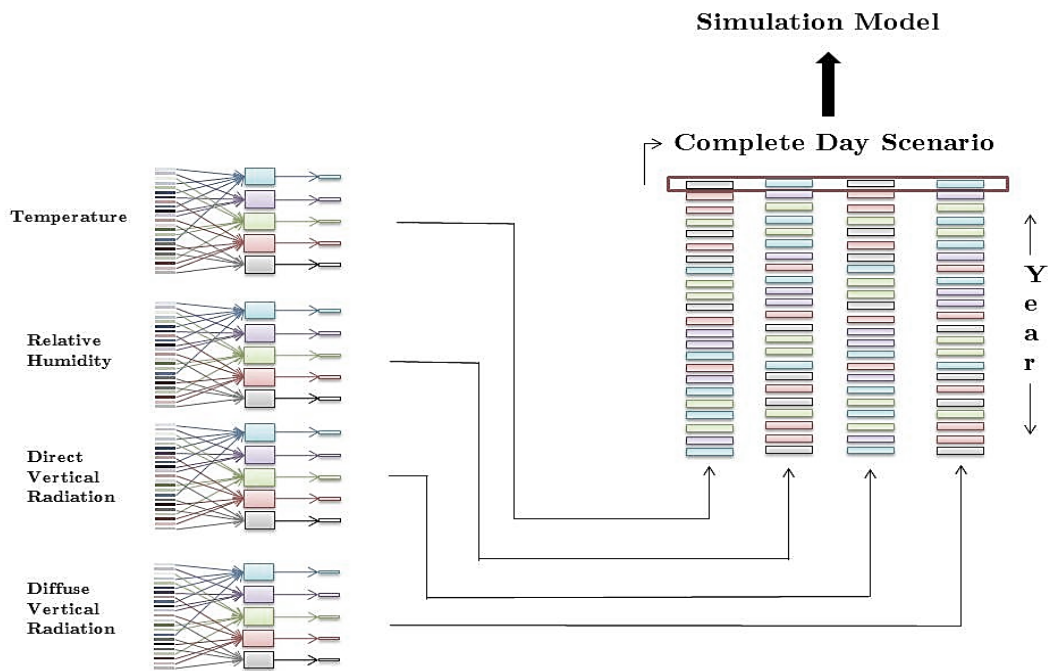 Simulation Model
Complete Day Scenario
Temperature
Relative
Humidity
Direct
Vertical
Radiation
Diffuse
Vertical
Radiation
Y
e
a
r